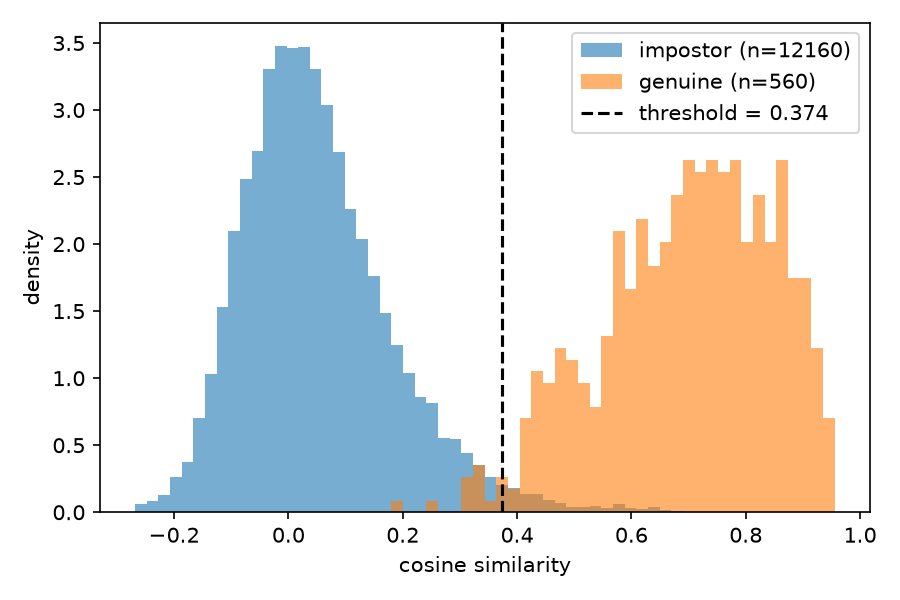 impostor (n=12160)
genuine (n=560)
threshold = 0.374
density
3.5
3.0
2.5
2.0
1.5
1.0
0.5
0.0
−0.2 0.0 0.2 0.4 0.6 0.8 1.0
cosine similarity